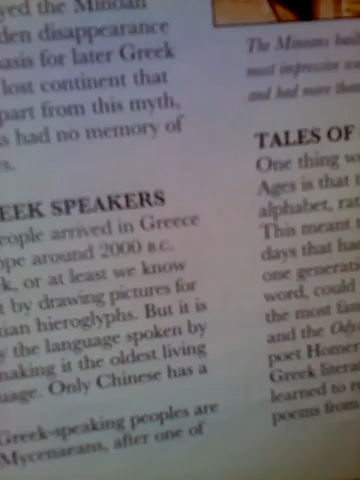 yed the Minoan
den disappearance
asis for later Greek
lost continent that
part from this myth,
s had no memory of
s.
EEK SPEAKERS
eople arrived in Greece
ope around 2000 B.C.
k, or at least we know
t by drawing pictures for
ian hieroglyphs. But it is
y the language spoken by
making it the oldest living
uage. Only Chinese has a
Greek-speaking peoples are
Mycenaeans, after one of
The Minoans buil
most impressive
and had more than
TALES OF
One thing w
Ages is that t
alphabet, rat
This meant t
days that ha
one generati
word, could
the most fam
and the Ody
poet Homer
Greek litera
learned to r
poems from